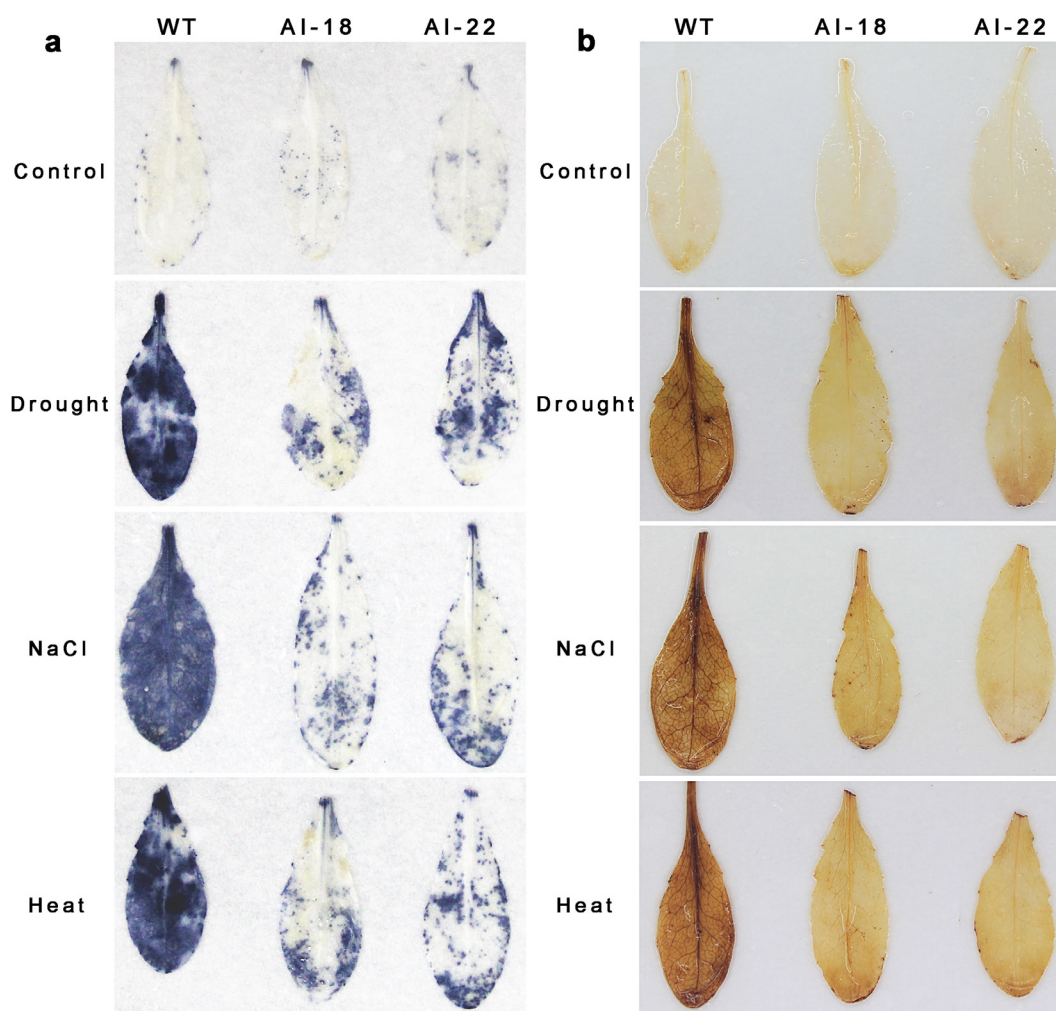 a WT AI-18 AI-22
Control
Drought
NaCl
Heat
b WT AI-18 AI-22
Control
Drought
NaCl
Heat